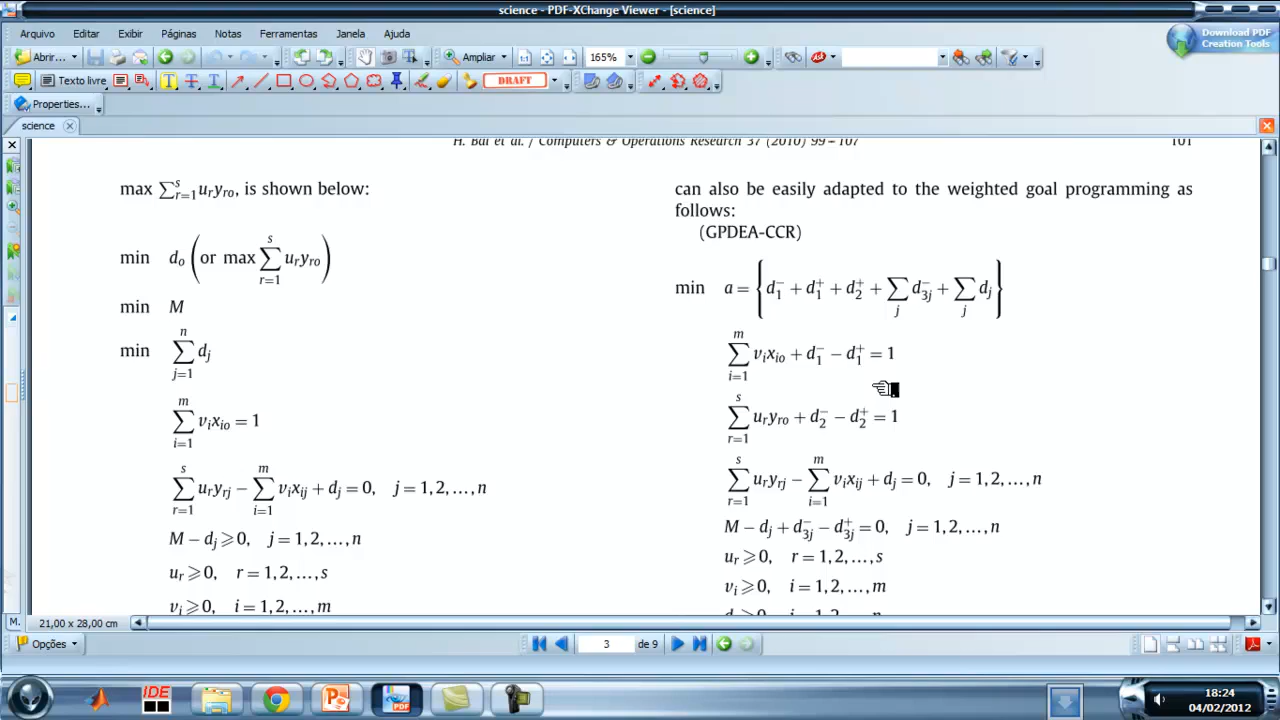 science - PDF-XChange Viewer - [science]
Arquivo Editar Exibir Páginas Notas Ferramentas Janela Ajuda
Abrir... Ampliar 165%
Download PDF
Creation Tools
Texto livre T T T DRAFT
Properties...
science
H. Bal et al. / Computers & Operations Research 37 (2010) 99–107 101
max ∑_{r=1}^{s} u_r y_{ro}, is shown below:
min d_o (or max ∑_{r=1}^{s} u_r y_{ro})
min M
min ∑_{j=1}^{n} d_j
∑_{i=1}^{m} v_i x_{io} = 1
∑_{r=1}^{s} u_r y_{rj} − ∑_{i=1}^{m} v_i x_{ij} + d_j = 0, j = 1, 2, ..., n
M − d_j ⩾ 0, j = 1, 2, ..., n
u_r ⩾ 0, r = 1, 2, ..., s
v_i ⩾ 0, i = 1, 2, ..., m
can also be easily adapted to the weighted goal programming as
follows:
(GPDEA-CCR)
min a = {d_1^− + d_1^+ + d_2^+ + ∑_j d_{3j}^− + ∑_j d_j}
∑_{i=1}^{m} v_i x_{io} + d_1^− − d_1^+ = 1
∑_{r=1}^{s} u_r y_{ro} + d_2^− − d_2^+ = 1
∑_{r=1}^{s} u_r y_{rj} − ∑_{i=1}^{m} v_i x_{ij} + d_j = 0, j = 1, 2, ..., n
M − d_j + d_{3j}^− − d_{3j}^+ = 0, j = 1, 2, ..., n
u_r ⩾ 0, r = 1, 2, ..., s
v_i ⩾ 0, i = 1, 2, ..., m
M. 21,00 x 28,00 cm
Opções 3 de 9
IDE PDF 18:24
04/02/2012